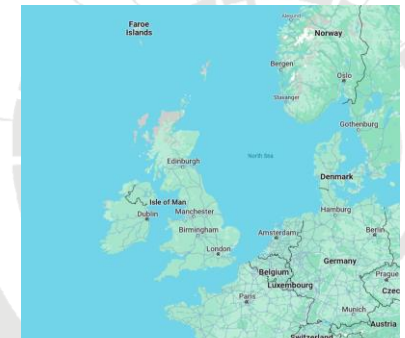 Faroe
Islands
Norway
Bergen
Oslo
Stavanger
Gothenburg
Edinburgh
North Sea
Denmark
Isle of Man
Dublin
Manchester
Hamburg
Birmingham
Amsterdam
Berlin
London
Germany
Belgium
Prague
Luxembourg
Czec
Paris
Munich
Austria
Switzerland